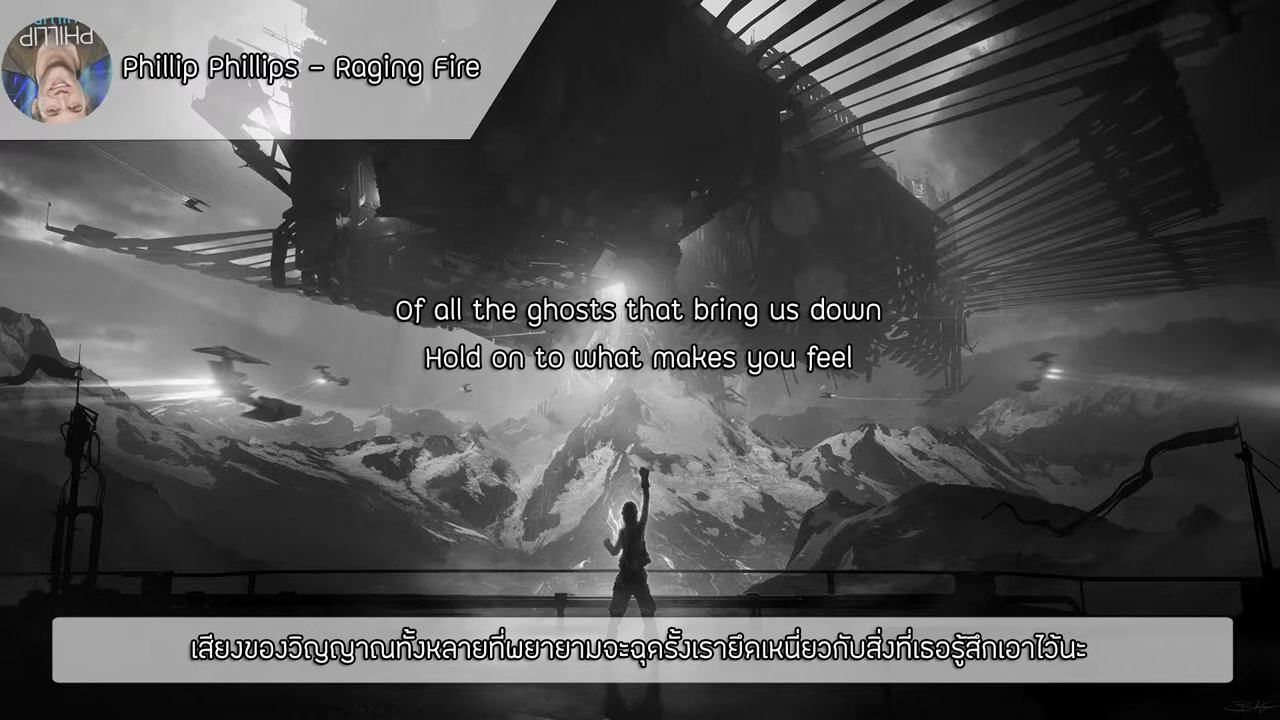 PHILLIP
Phillip Phillips - Raging Fire
Of all the ghosts that bring us down
Hold on to what makes you feel
เสียงของวิญญาณทั้งหลายที่พยายามจะฉุดรั้งเรายึดเหนี่ยวกับสิ่งที่เธอรู้สึกเอาไว้นะ